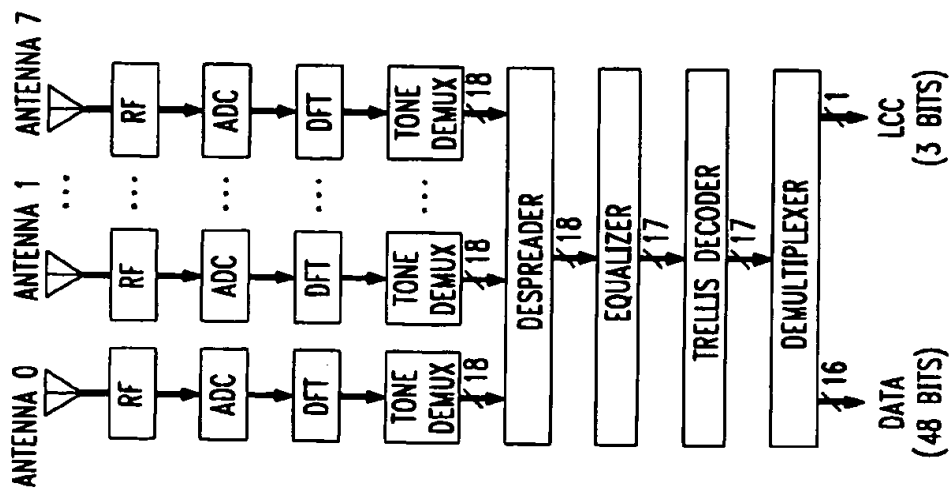 ANTENNA 0
ANTENNA 1
...
ANTENNA 7
RF
RF
...
RF
ADC
ADC
...
ADC
DFT
DFT
...
DFT
TONE
DEMUX
TONE
DEMUX
...
TONE
DEMUX
18
18
18
DESPREADER
18
EQUALIZER
17
TRELLIS DECODER
17
DEMULTIPLEXER
16
1
DATA
(48 BITS)
LCC
(3 BITS)